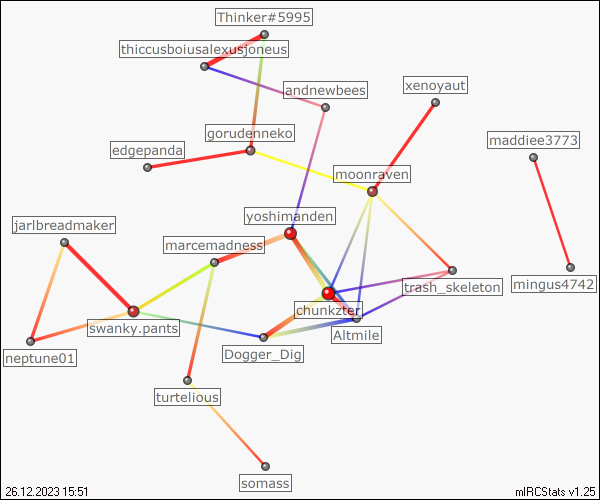 Thinker#5995
thiccusboiusalexusjoneus
andnewbees
xenoyaut
gorudenneko
maddiee3773
edgepanda
moonraven
yoshimanden
jarlbreadmaker
marcemadness
trash_skeleton
mingus4742
chunkzter
swanky.pants
Altmile
neptune01
Dogger_Dig
turtelious
somass
26.12.2023 15:51
mIRCStats v1.25